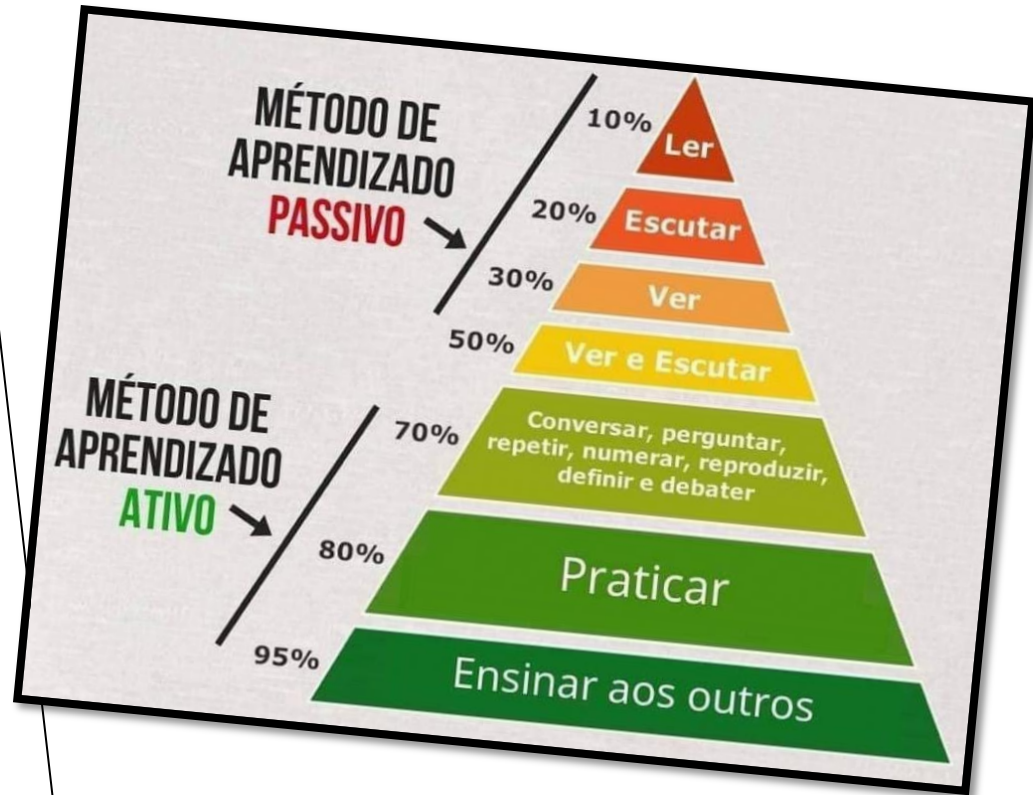 MÉTODO DE
APRENDIZADO
PASSIVO
10%
Ler
20%
Escutar
30%
Ver
50%
Ver e Escutar
MÉTODO DE
APRENDIZADO
ATIVO
70%
Conversar, perguntar,
repetir, numerar, reproduzir,
definir e debater
80%
Praticar
95%
Ensinar aos outros